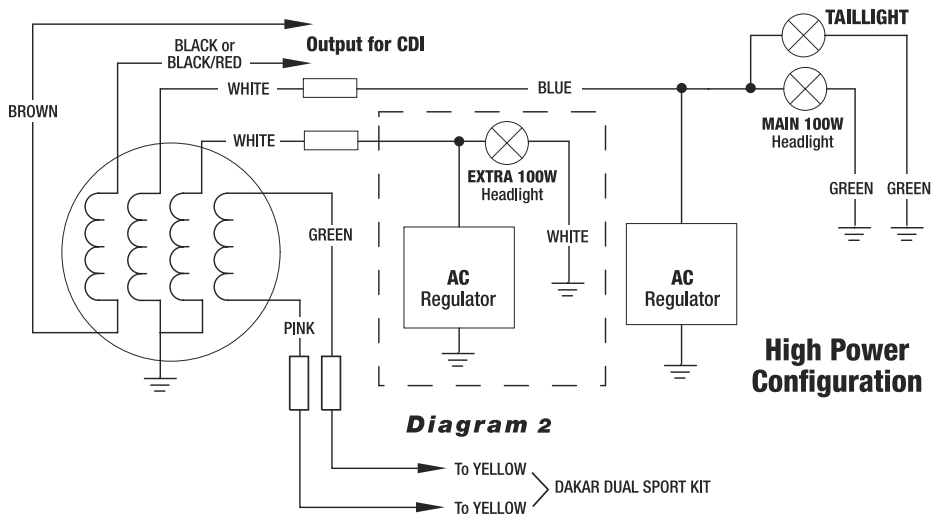 TAILLIGHT
BLACK or
BLACK/RED
Output for CDI
WHITE
BLUE
BROWN
MAIN 100W
Headlight
WHITE
EXTRA 100W
Headlight
GREEN
GREEN
GREEN
WHITE
AC
Regulator
AC
Regulator
PINK
High Power
Configuration
Diagram 2
To YELLOW
DAKAR DUAL SPORT KIT
To YELLOW